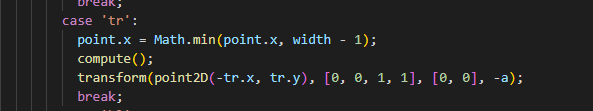 break;
case 'tr':
point.x = Math.min(point.x, width - 1);
compute();
transform(point2D(-tr.x, tr.y), [0, 0, 1, 1], [0, 0], -a);
break;